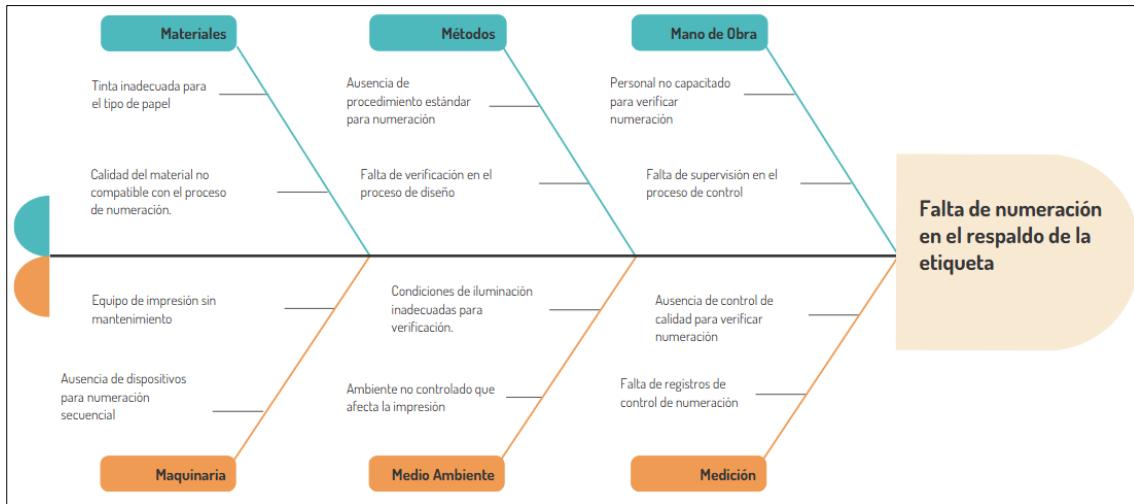 Materiales
Métodos
Mano de Obra
Tinta inadecuada para
el tipo de papel
Ausencia de
procedimiento estándar
para numeración
Personal no capacitado
para verificar
numeración
Calidad del material no
compatible con el proceso
de numeración.
Falta de verificación en el
proceso de diseño
Falta de supervisión en el
proceso de control
Falta de numeración
en el respaldo de la
etiqueta
Equipo de impresión sin
mantenimiento
Condiciones de iluminación
inadecuadas para
verificación.
Ausencia de control de
calidad para verificar
numeración
Ausencia de dispositivos
para numeración
secuencial
Ambiente no controlado que
afecta la impresión
Falta de registros de
control de numeración
Maquinaria
Medio Ambiente
Medición